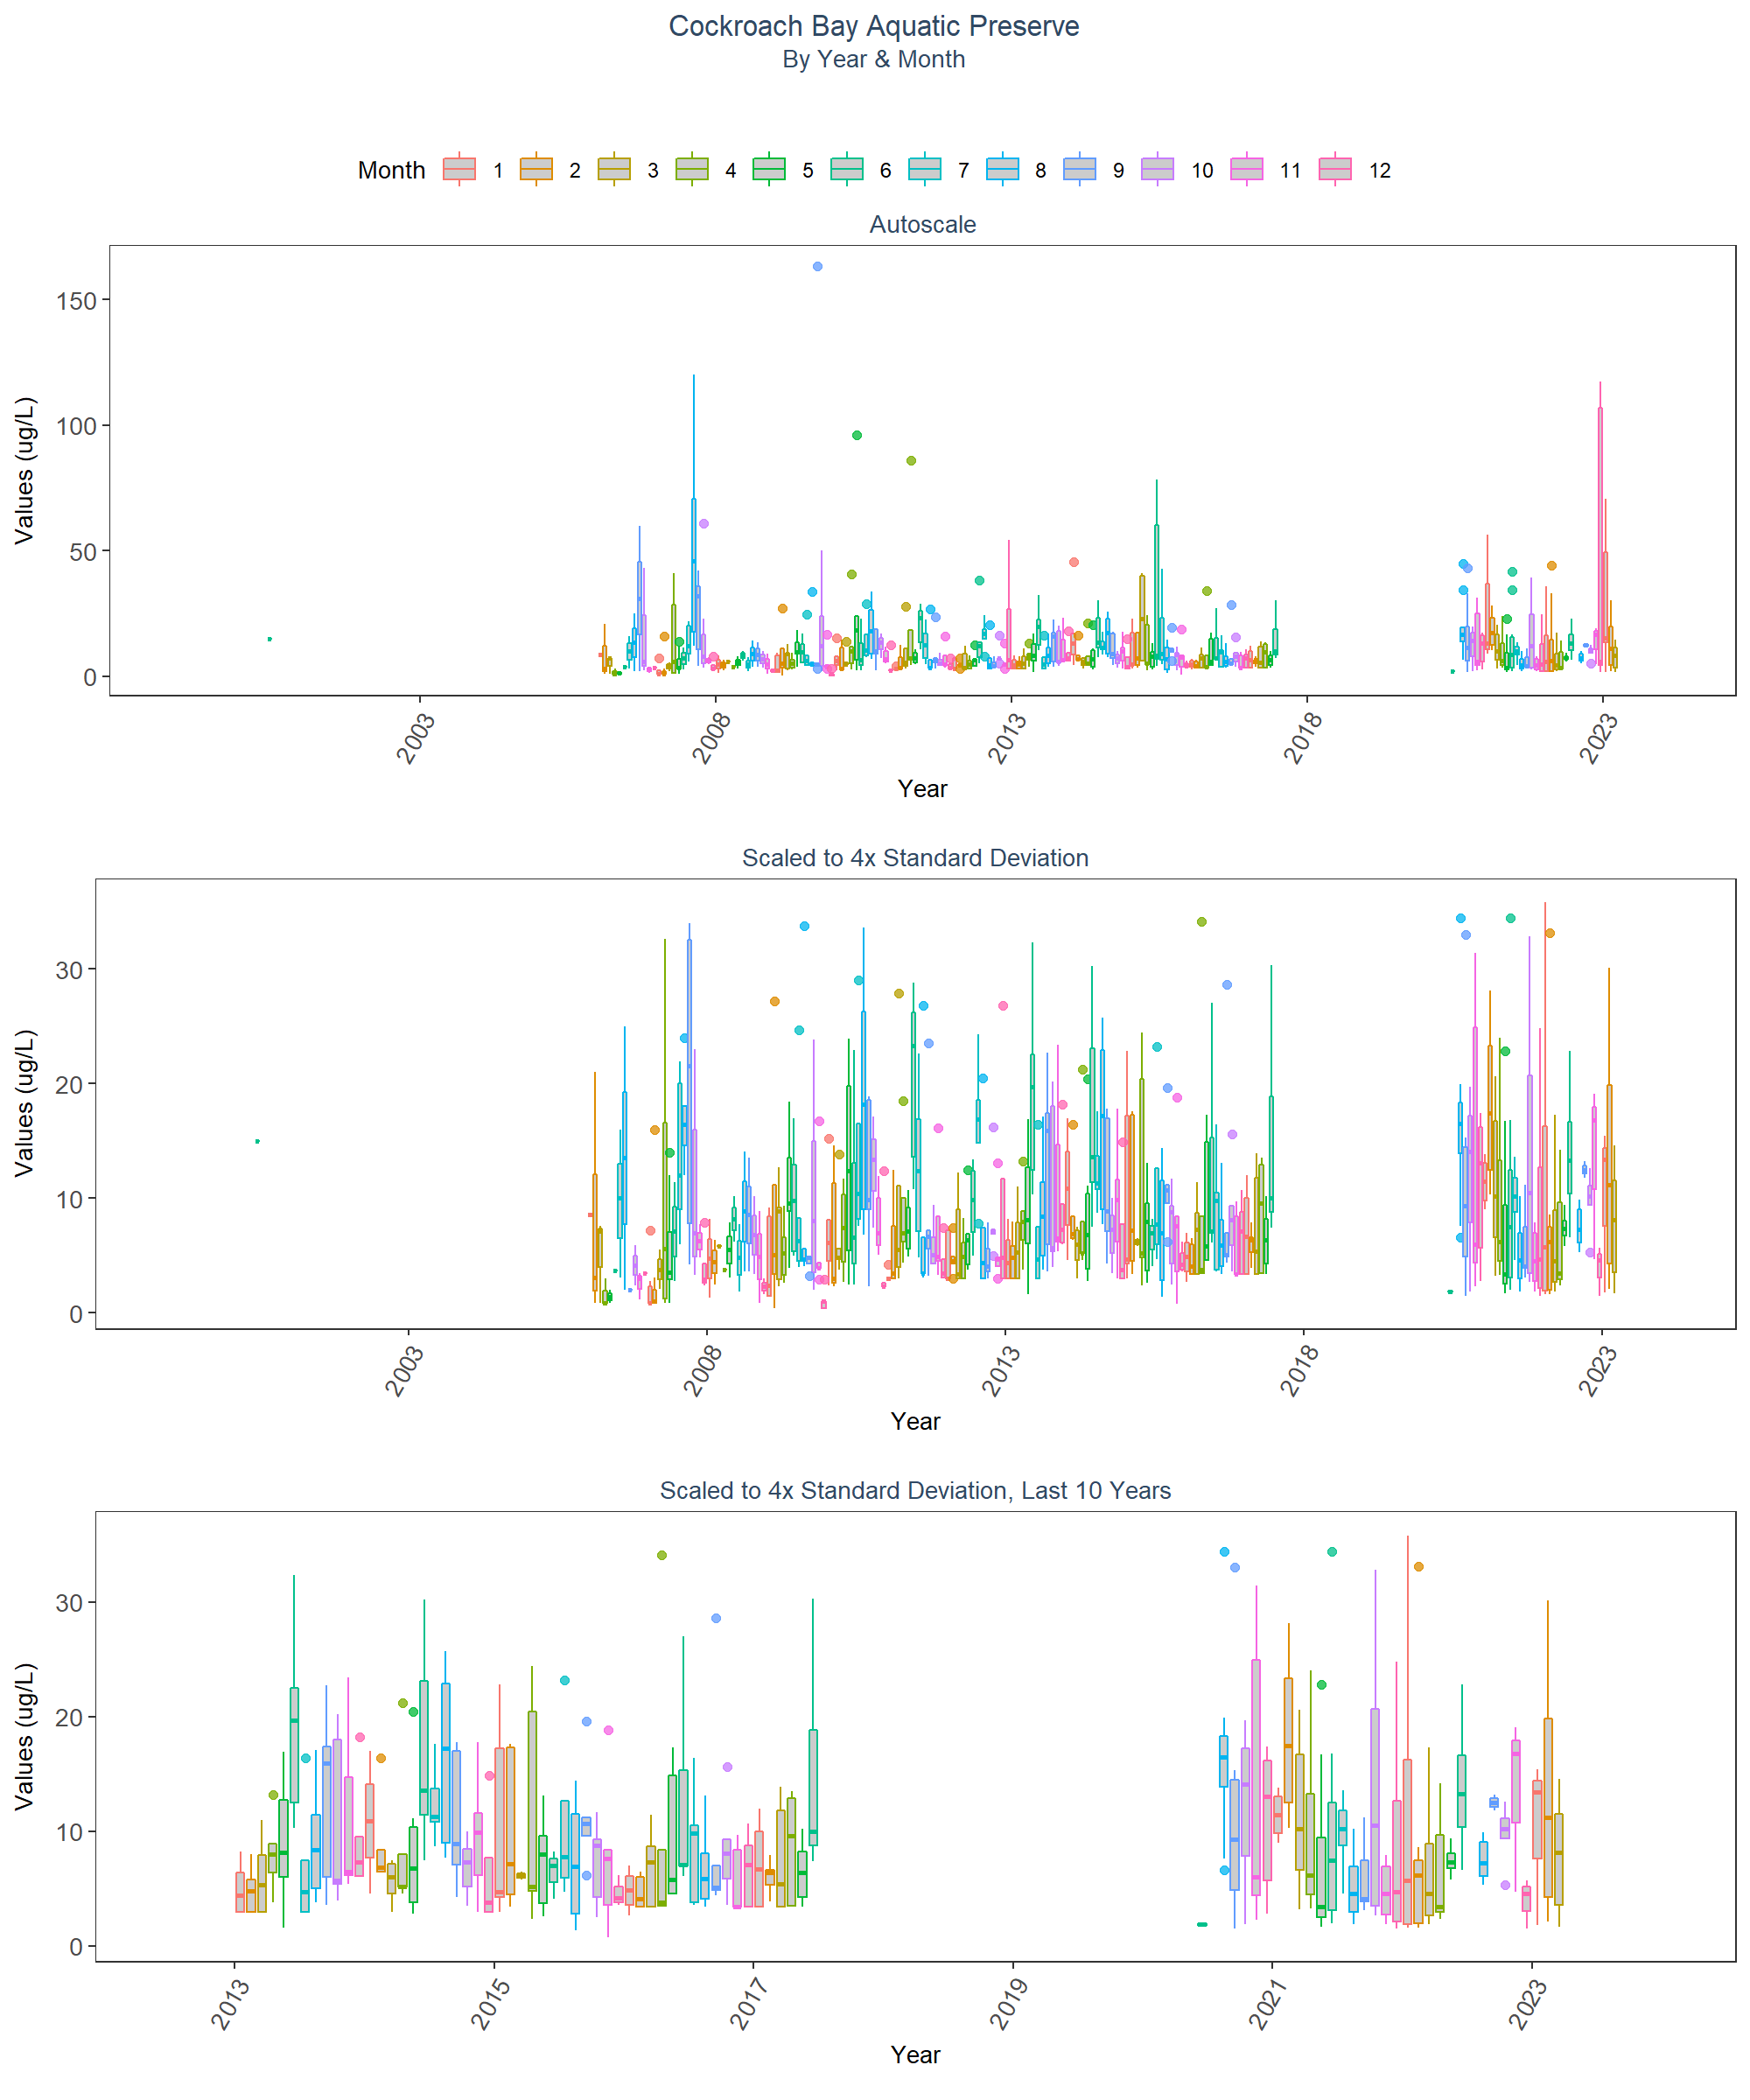 Cockroach Bay Aquatic Preserve
By Year & Month
Month 1 2 3 4 5 6 7 8 9 10 11 12
Autoscale
Values (ug/L)
150
100
50
0
2003 2008 2013 2018 2023
Year
Scaled to 4x Standard Deviation
Values (ug/L)
30
20
10
0
2003 2008 2013 2018 2023
Year
Scaled to 4x Standard Deviation, Last 10 Years
Values (ug/L)
30
20
10
0
2013 2015 2017 2019 2021 2023
Year